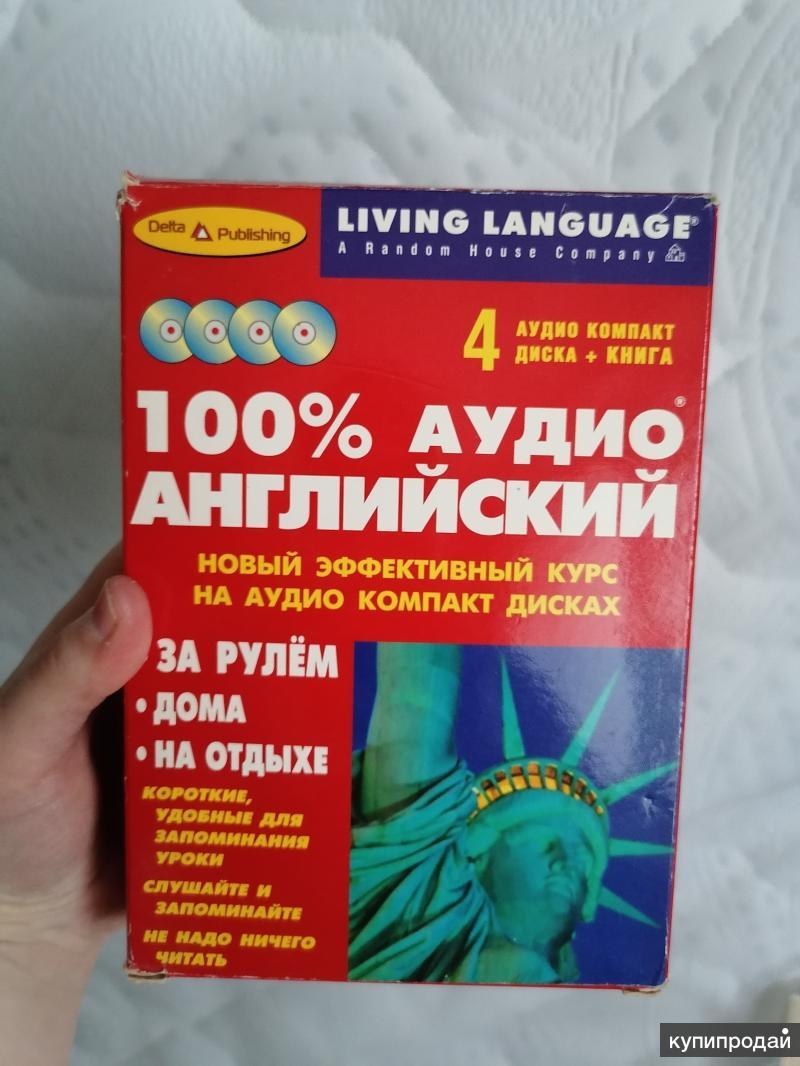 Delta Publishing
LIVING LANGUAGE®
A Random House Company
4 АУДИО КОМПАКТ
ДИСКА + КНИГА
100% АУДИО®
АНГЛИЙСКИЙ
НОВЫЙ ЭФФЕКТИВНЫЙ КУРС
НА АУДИО КОМПАКТ ДИСКАХ
• ЗА РУЛЁМ
• ДОМА
• НА ОТДЫХЕ
КОРОТКИЕ,
УДОБНЫЕ ДЛЯ
ЗАПОМИНАНИЯ
УРОКИ
СЛУШАЙТЕ И
ЗАПОМИНАЙТЕ
НЕ НАДО НИЧЕГО
ЧИТАТЬ
купипродай